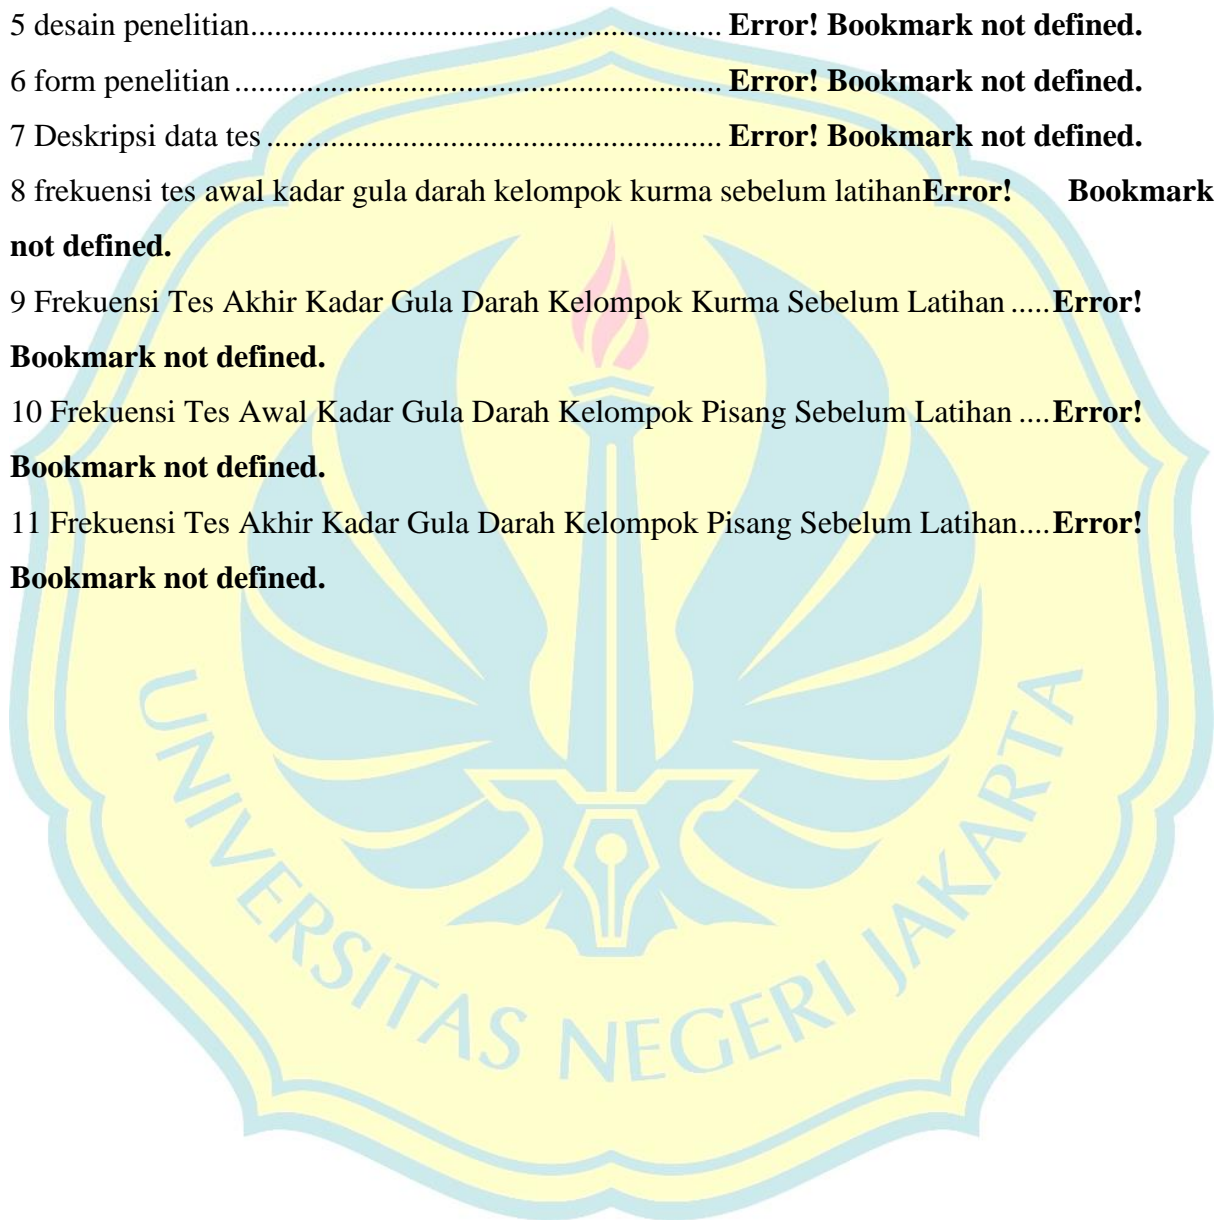 5 desain penelitian........................................................... Error! Bookmark not defined.
6 form penelitian ............................................................. Error! Bookmark not defined.
7 Deskripsi data tes ......................................................... Error! Bookmark not defined.
8 frekuensi tes awal kadar gula darah kelompok kurma sebelum latihanError! Bookmark
not defined.
9 Frekuensi Tes Akhir Kadar Gula Darah Kelompok Kurma Sebelum Latihan .....Error!
Bookmark not defined.
10 Frekuensi Tes Awal Kadar Gula Darah Kelompok Pisang Sebelum Latihan ....Error!
Bookmark not defined.
11 Frekuensi Tes Akhir Kadar Gula Darah Kelompok Pisang Sebelum Latihan....Error!
Bookmark not defined.
UNIVERSITAS NEGERI JAKARTA